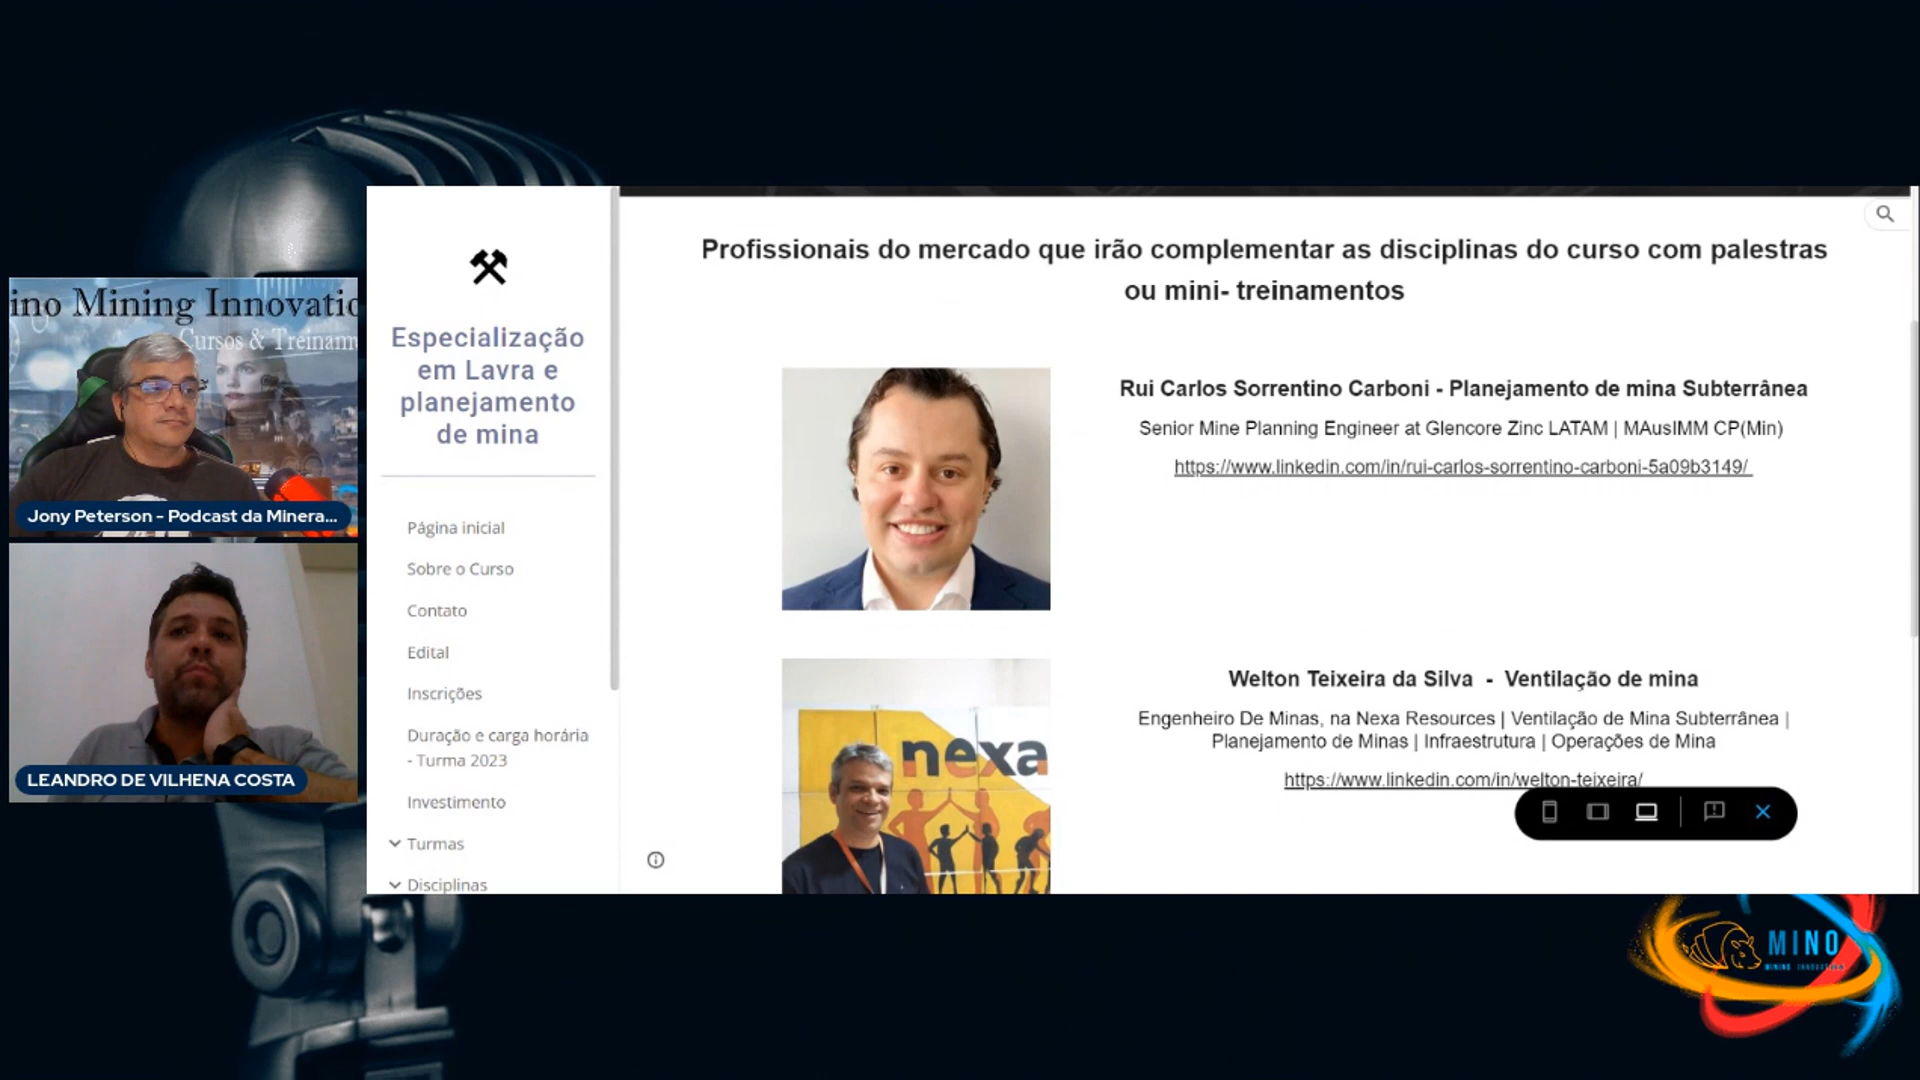 ino Mining Innovatio
Cursos & Treinam
Jony Peterson - Podcast da Minera...
LEANDRO DE VILHENA COSTA
Especialização
em Lavra e
planejamento
de mina
Página inicial
Sobre o Curso
Contato
Edital
Inscrições
Duração e carga horária
- Turma 2023
Investimento
Turmas
Disciplinas
Profissionais do mercado que irão complementar as disciplinas do curso com palestras
ou mini- treinamentos
Rui Carlos Sorrentino Carboni - Planejamento de mina Subterrânea
Senior Mine Planning Engineer at Glencore Zinc LATAM | MAusIMM CP(Min)
https://www.linkedin.com/in/rui-carlos-sorrentino-carboni-5a09b3149/
nexa
Welton Teixeira da Silva - Ventilação de mina
Engenheiro De Minas, na Nexa Resources | Ventilação de Mina Subterrânea |
Planejamento de Minas | Infraestrutura | Operações de Mina
https://www.linkedin.com/in/welton-teixeira/
MINO